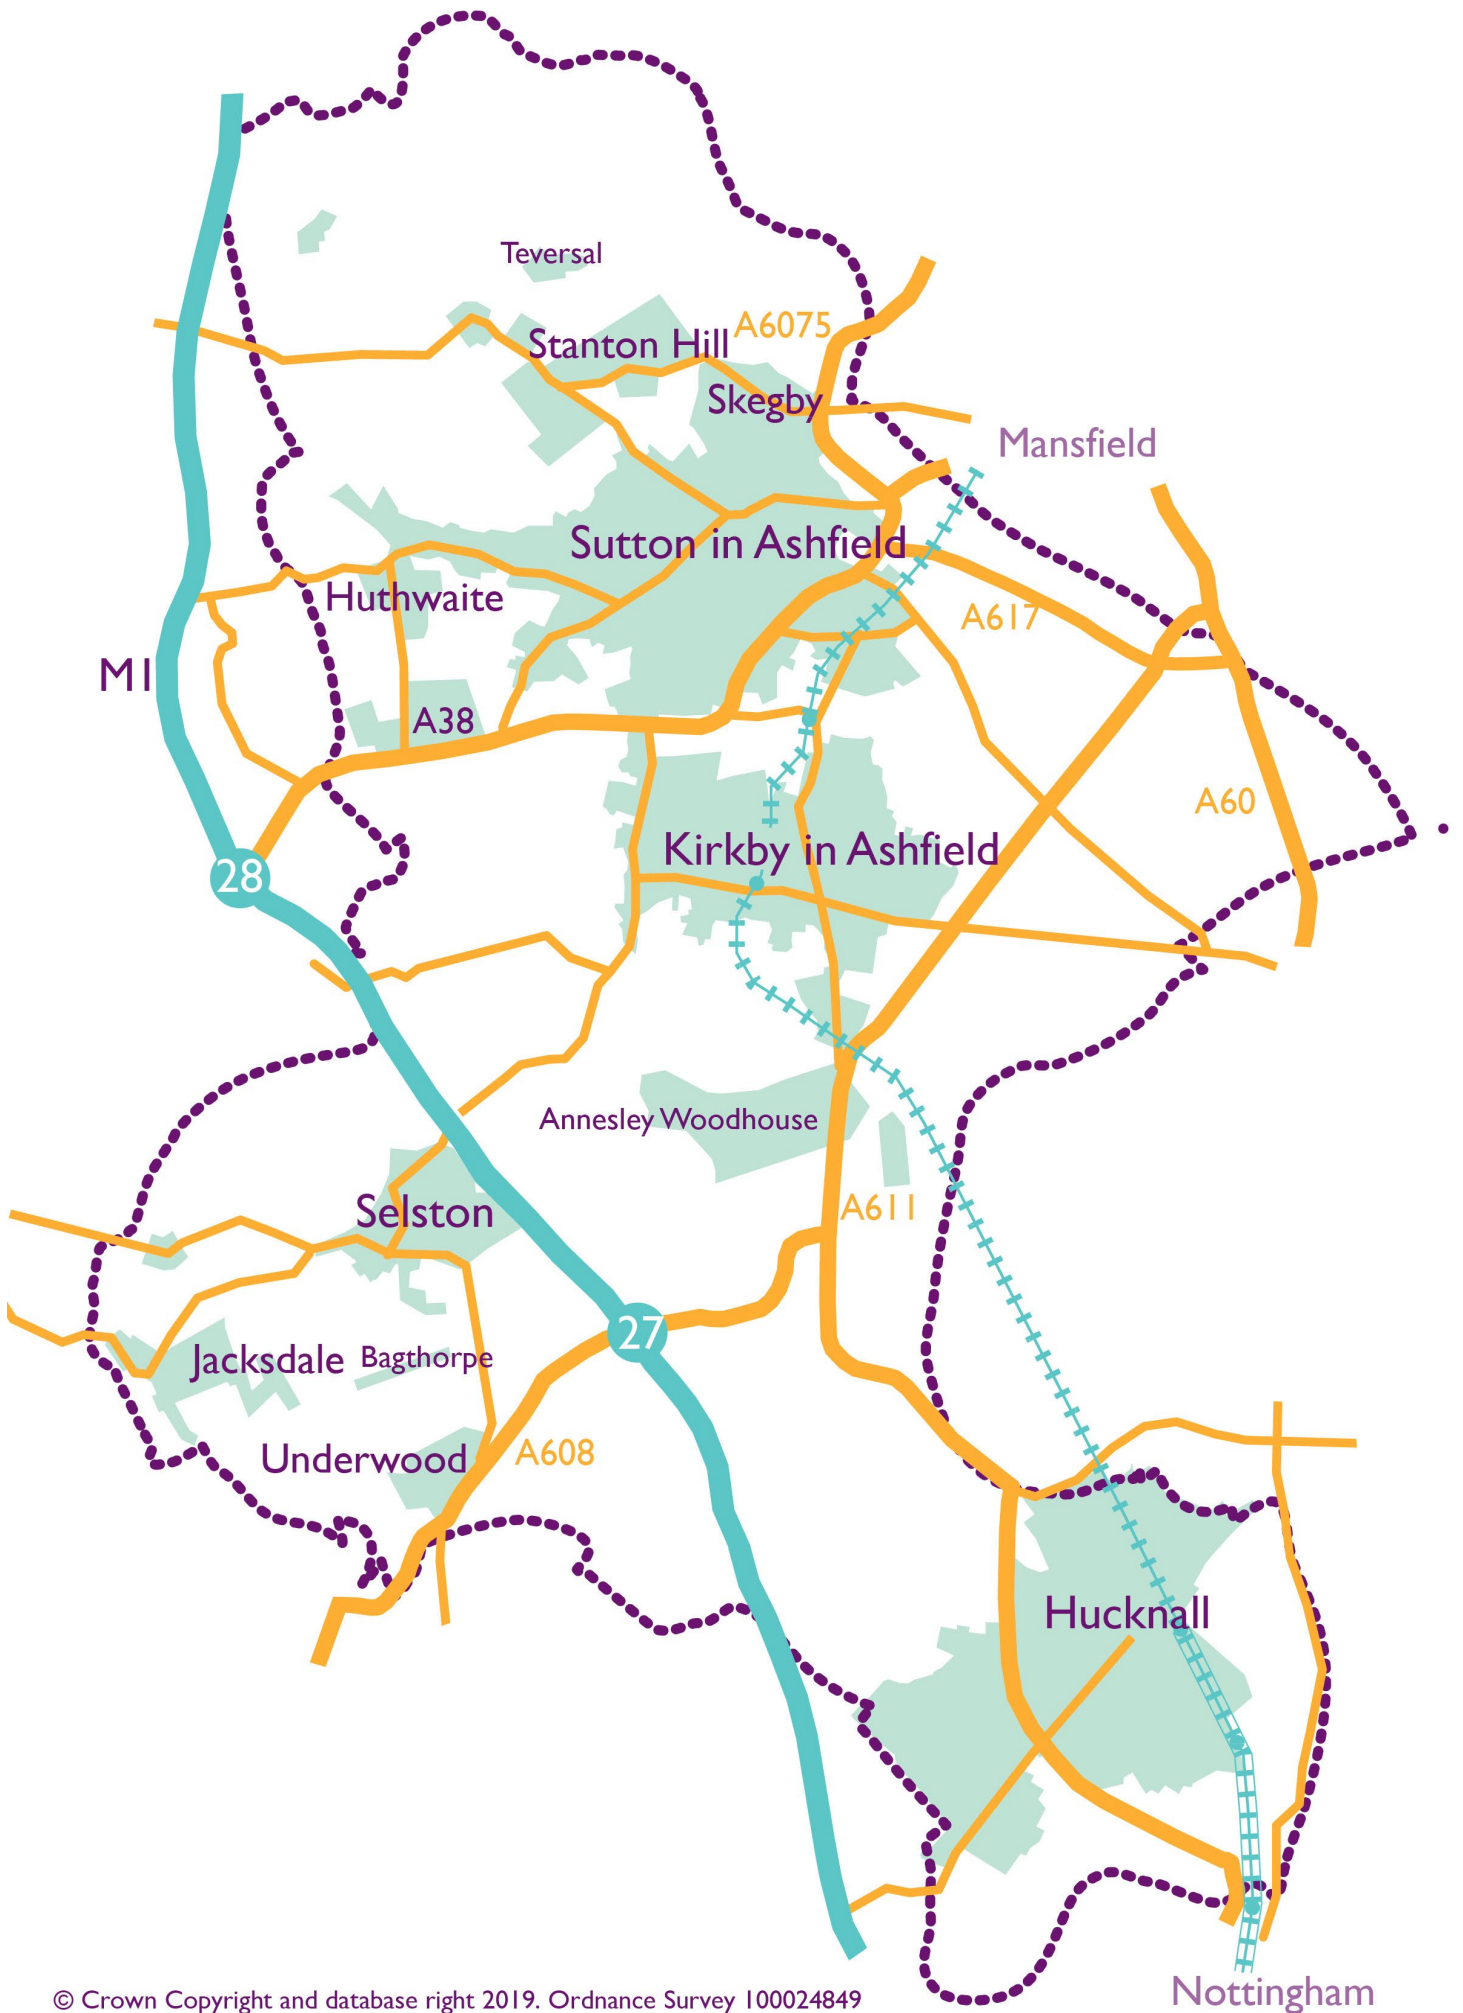 Teversal
Stanton Hill
A6075
Skegby
Mansfield
Sutton in Ashfield
Huthwaite
A617
M1
A38
A60
Kirkby in Ashfield
28
Annesley Woodhouse
Selston
A611
27
Jacksdale
Bagthorpe
Underwood
A608
Hucknall
Nottingham
© Crown Copyright and database right 2019. Ordnance Survey 100024849